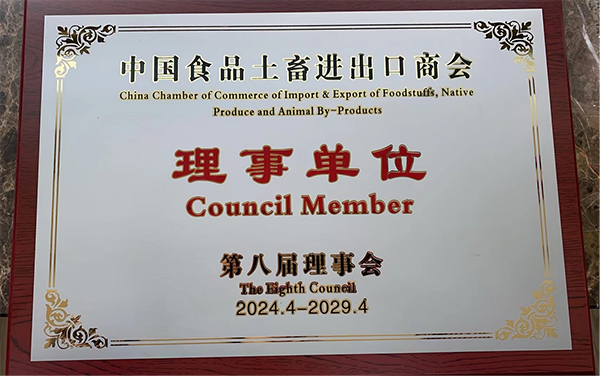 中国食品土畜进出口商会
China Chamber of Commerce of Import & Export of Foodstuffs, Native
Produce and Animal By-Products
理事单位
Council Member
第八届理事会
The Eighth Council
2024.4-2029.4